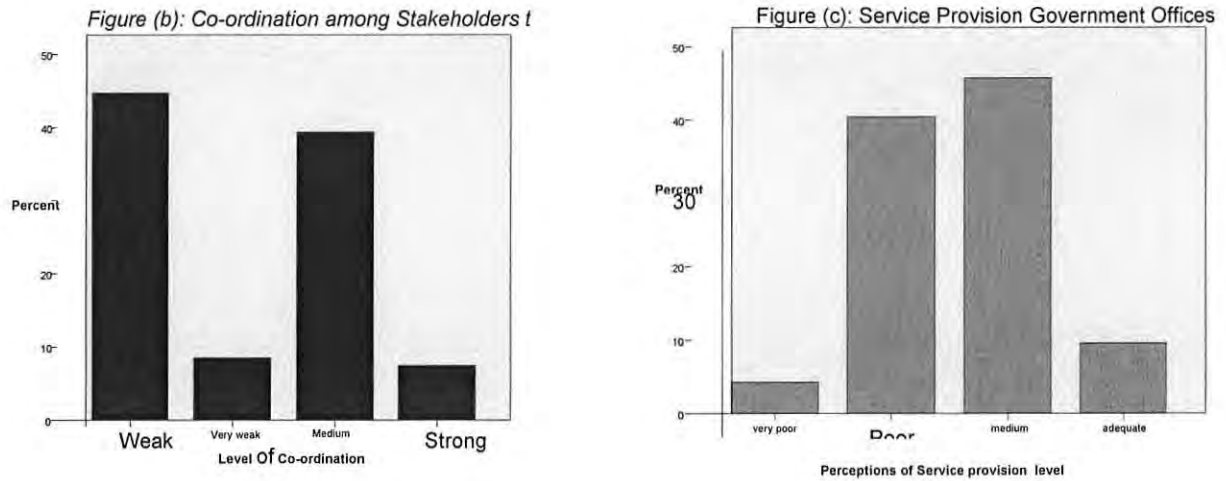 Figure (b): Co-ordination among Stakeholders t
50
40
Percent
20
10
0
Weak Very weak Medium Strong
Level Of Co-ordination
Figure (c): Service Provision Government Offices
50
40
Percent
30
20
10
0
very poor Poor medium adequate
Perceptions of Service provision level